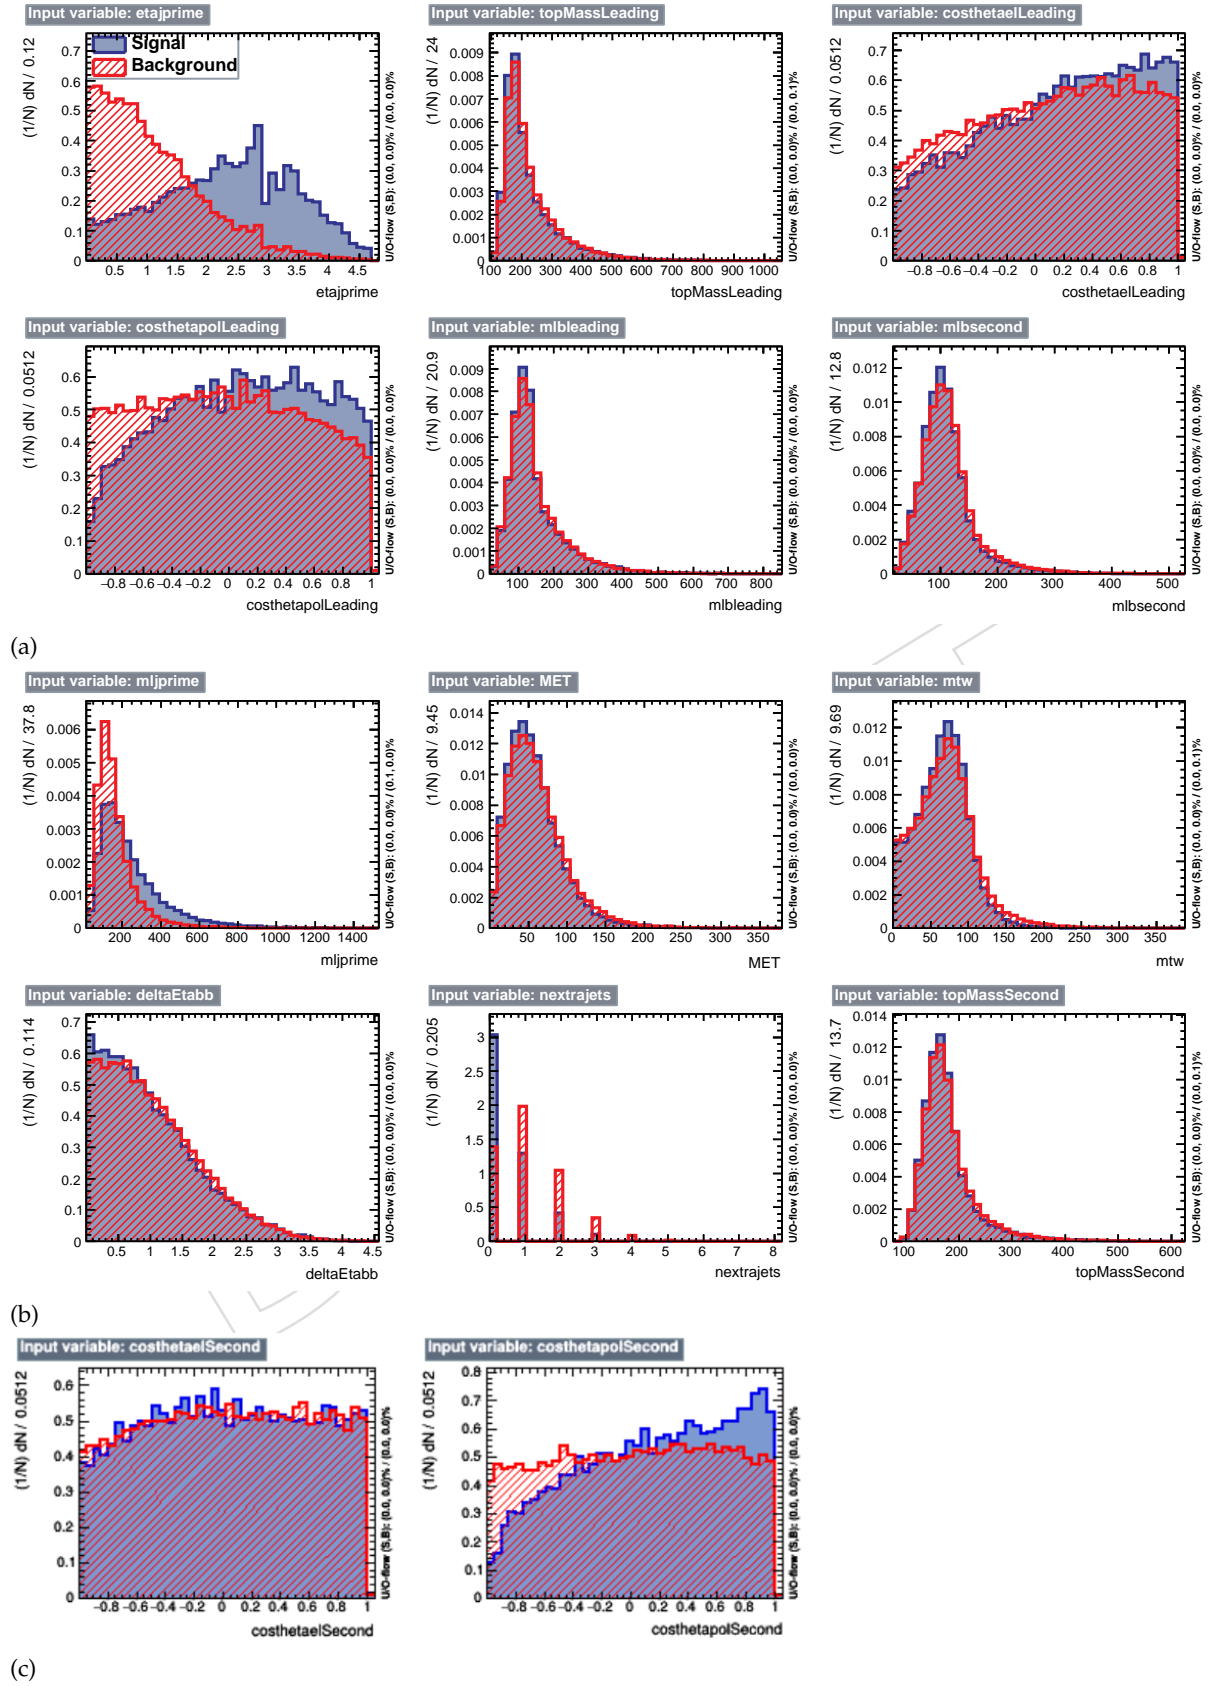 Input variable: etajprime
(1/N) dN / 0.12
0.7
0.6
0.5
0.4
0.3
0.2
0.1
0
Signal
Background
0.5 1 1.5 2 2.5 3 3.5 4 4.5
etajprime
U/O-flow (S,B): (0.0, 0.0)% / (0.0, 0.0)%
Input variable: topMassLeading
(1/N) dN / 24
0.009
0.008
0.007
0.006
0.005
0.004
0.003
0.002
0.001
0
100 200 300 400 500 600 700 800 900 1000
topMassLeading
U/O-flow (S,B): (0.0, 0.0)% / (0.0, 0.1)%
Input variable: costhetaelLeading
(1/N) dN / 0.0512
0.7
0.6
0.5
0.4
0.3
0.2
0.1
0
−0.8 −0.6 −0.4 −0.2 0 0.2 0.4 0.6 0.8 1
costhetaelLeading
U/O-flow (S,B): (0.0, 0.0)% / (0.0, 0.0)%
Input variable: costhetapolLeading
(1/N) dN / 0.0512
0.6
0.5
0.4
0.3
0.2
0.1
0
−0.8 −0.6 −0.4 −0.2 0 0.2 0.4 0.6 0.8 1
costhetapolLeading
U/O-flow (S,B): (0.0, 0.0)% / (0.0, 0.0)%
Input variable: mlbleading
(1/N) dN / 20.9
0.009
0.008
0.007
0.006
0.005
0.004
0.003
0.002
0.001
0
100 200 300 400 500 600 700 800
mlbleading
U/O-flow (S,B): (0.0, 0.0)% / (0.0, 0.0)%
Input variable: mlbsecond
(1/N) dN / 12.8
0.012
0.01
0.008
0.006
0.004
0.002
0
100 200 300 400 500
mlbsecond
U/O-flow (S,B): (0.0, 0.0)% / (0.0, 0.0)%
(a)
Input variable: mljprime
(1/N) dN / 37.8
0.006
0.005
0.004
0.003
0.002
0.001
0
200 400 600 800 1000 1200 1400
mljprime
U/O-flow (S,B): (0.0, 0.0)% / (0.1, 0.0)%
Input variable: MET
(1/N) dN / 9.45
0.014
0.012
0.01
0.008
0.006
0.004
0.002
0
50 100 150 200 250 300 350
MET
U/O-flow (S,B): (0.0, 0.0)% / (0.0, 0.0)%
Input variable: mtw
(1/N) dN / 9.69
0.012
0.01
0.008
0.006
0.004
0.002
0
0 50 100 150 200 250 300 350
mtw
U/O-flow (S,B): (0.0, 0.0)% / (0.0, 0.1)%
Input variable: deltaEtabb
(1/N) dN / 0.114
0.7
0.6
0.5
0.4
0.3
0.2
0.1
0
0.5 1 1.5 2 2.5 3 3.5 4 4.5
deltaEtabb
U/O-flow (S,B): (0.0, 0.0)% / (0.0, 0.0)%
Input variable: nextrajets
(1/N) dN / 0.205
3
2.5
2
1.5
1
0.5
0
0 1 2 3 4 5 6 7 8
nextrajets
U/O-flow (S,B): (0.0, 0.0)% / (0.0, 0.0)%
Input variable: topMassSecond
(1/N) dN / 13.7
0.014
0.012
0.01
0.008
0.006
0.004
0.002
0
100 200 300 400 500 600
topMassSecond
U/O-flow (S,B): (0.0, 0.0)% / (0.0, 0.1)%
(b)
Input variable: costhetaelSecond
(1/N) dN / 0.0512
0.6
0.5
0.4
0.3
0.2
0.1
0
-0.8 −0.6 −0.4 −0.2 0 0.2 0.4 0.6 0.8 1
costhetaelSecond
U/O-flow (S,B): (0.0, 0.0)% / (0.0, 0.0)%
Input variable: costhetapolSecond
(1/N) dN / 0.0512
0.8
0.7
0.6
0.5
0.4
0.3
0.2
0.1
0
-0.8 −0.6 −0.4 −0.2 0 0.2 0.4 0.6 0.8 1
costhetapolSecond
U/O-flow (S,B): (0.0, 0.0)% / (0.0, 0.0)%
(c)